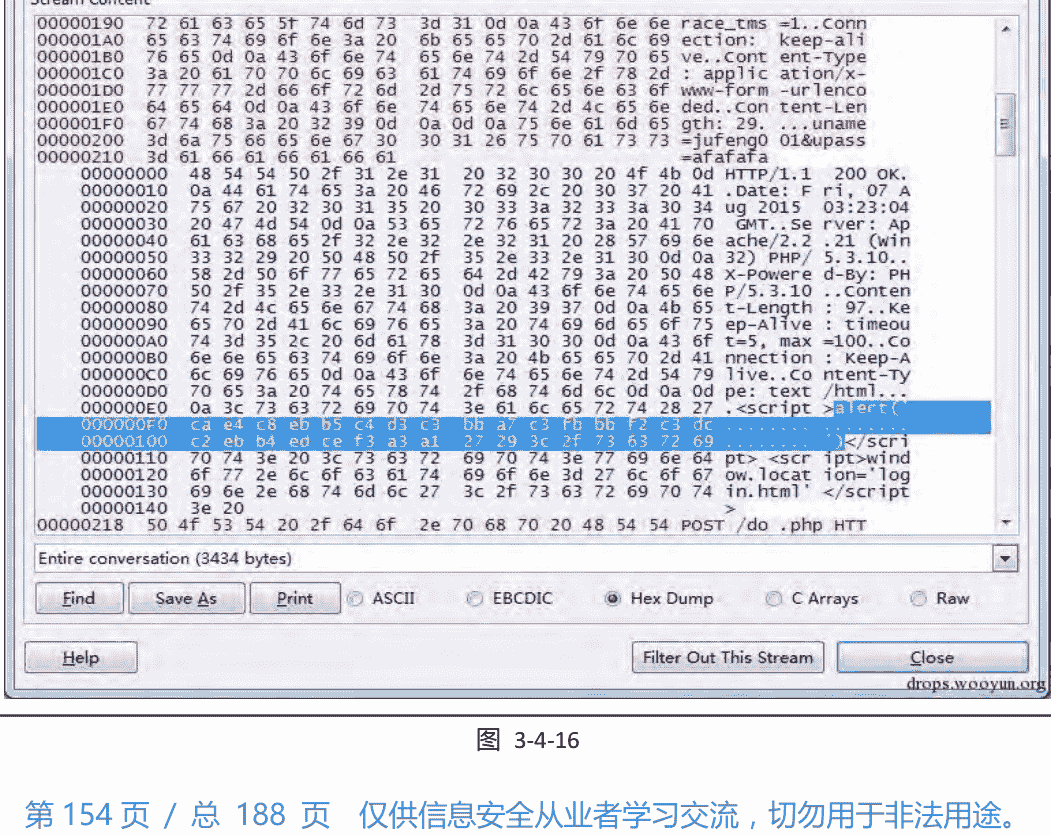 Stream Content
00000190 72 61 63 65 5f 74 6d 73 3d 31 0d 0a 43 6f 6e 6e race_tms =1..Conn
000001A0 65 63 74 69 6f 6e 3a 20 6b 65 65 70 2d 61 6c 69 ection: keep-ali
000001B0 76 65 0d 0a 43 6f 6e 74 65 6e 74 2d 54 79 70 65 ve..Cont ent-Type
000001C0 3a 20 61 70 70 6c 69 63 61 74 69 6f 6e 2f 78 2d : applic ation/x-
000001D0 77 77 77 2d 66 6f 72 6d 2d 75 72 6c 65 6e 63 6f www-form -urlenco
000001E0 64 65 64 0d 0a 43 6f 6e 74 65 6e 74 2d 4c 65 6e ded..Con tent-Len
000001F0 67 74 68 3a 20 32 39 0d 0a 0d 0a 75 6e 61 6d 65 gth: 29. ...uname
00000200 3d 6a 75 66 65 6e 67 30 30 31 26 75 70 61 73 73 =jufeng0 01&upass
00000210 3d 61 66 61 66 61 66 61 =afafafa
00000000 48 54 54 50 2f 31 2e 31 20 32 30 30 20 4f 4b 0d HTTP/1.1 200 OK.
00000010 0a 44 61 74 65 3a 20 46 72 69 2c 20 30 37 20 41 .Date: F ri, 07 A
00000020 75 67 20 32 30 31 35 20 30 33 3a 32 33 3a 30 34 ug 2015 03:23:04
00000030 20 47 4d 54 0d 0a 53 65 72 76 65 72 3a 20 41 70 GMT..Se rver: Ap
00000040 61 63 68 65 2f 32 2e 32 2e 32 31 20 28 57 69 6e ache/2.2 .21 (Win
00000050 33 32 29 20 50 48 50 2f 35 2e 33 2e 31 30 0d 0a 32) PHP/ 5.3.10..
00000060 58 2d 50 6f 77 65 72 65 64 2d 42 79 3a 20 50 48 X-Powere d-By: PH
00000070 50 2f 35 2e 33 2e 31 30 0d 0a 43 6f 6e 74 65 6e P/5.3.10 ..Conten
00000080 74 2d 4c 65 6e 67 74 68 3a 20 39 37 0d 0a 4b 65 t-Length : 97..Ke
00000090 65 70 2d 41 6c 69 76 65 3a 20 74 69 6d 65 6f 75 ep-Alive : timeou
000000A0 74 3d 35 2c 20 6d 61 78 3d 31 30 30 0d 0a 43 6f t=5, max =100..Co
000000B0 6e 6e 65 63 74 69 6f 6e 3a 20 4b 65 65 70 2d 41 nnection : Keep-A
000000C0 6c 69 76 65 0d 0a 43 6f 6e 74 65 6e 74 2d 54 79 live..Co ntent-Ty
000000D0 70 65 3a 20 74 65 78 74 2f 68 74 6d 6c 0d 0a 0d pe: text /html...
000000E0 0a 3c 73 63 72 69 70 74 3e 61 6c 65 72 74 28 27 .<script >alert('
000000F0 ca e4 c8 eb b5 c4 d3 c3 bb a7 c3 fb bb f2 c3 dc ........ ........
00000100 c2 eb b4 ed ce f3 a3 a1 27 29 3c 2f 73 63 72 69 ........ ')</scri
00000110 70 74 3e 20 3c 73 63 72 69 70 74 3e 77 69 6e 64 pt> <scr ipt>wind
00000120 6f 77 2e 6c 6f 63 61 74 69 6f 6e 3d 27 6c 6f 67 ow.locat ion='log
00000130 69 6e 2e 68 74 6d 6c 27 3c 2f 73 63 72 69 70 74 in.html' </script
00000140 3e 20 >
00000218 50 4f 53 54 20 2f 64 6f 2e 70 68 70 20 48 54 54 POST /do .php HTT
Entire conversation (3434 bytes)
Find Save As Print ASCII EBCDIC Hex Dump C Arrays Raw
Help Filter Out This Stream Close
drops.wooyun.org
图 3-4-16
第 154 页 / 总 188 页 仅供信息安全从业者学习交流，切勿用于非法用途。